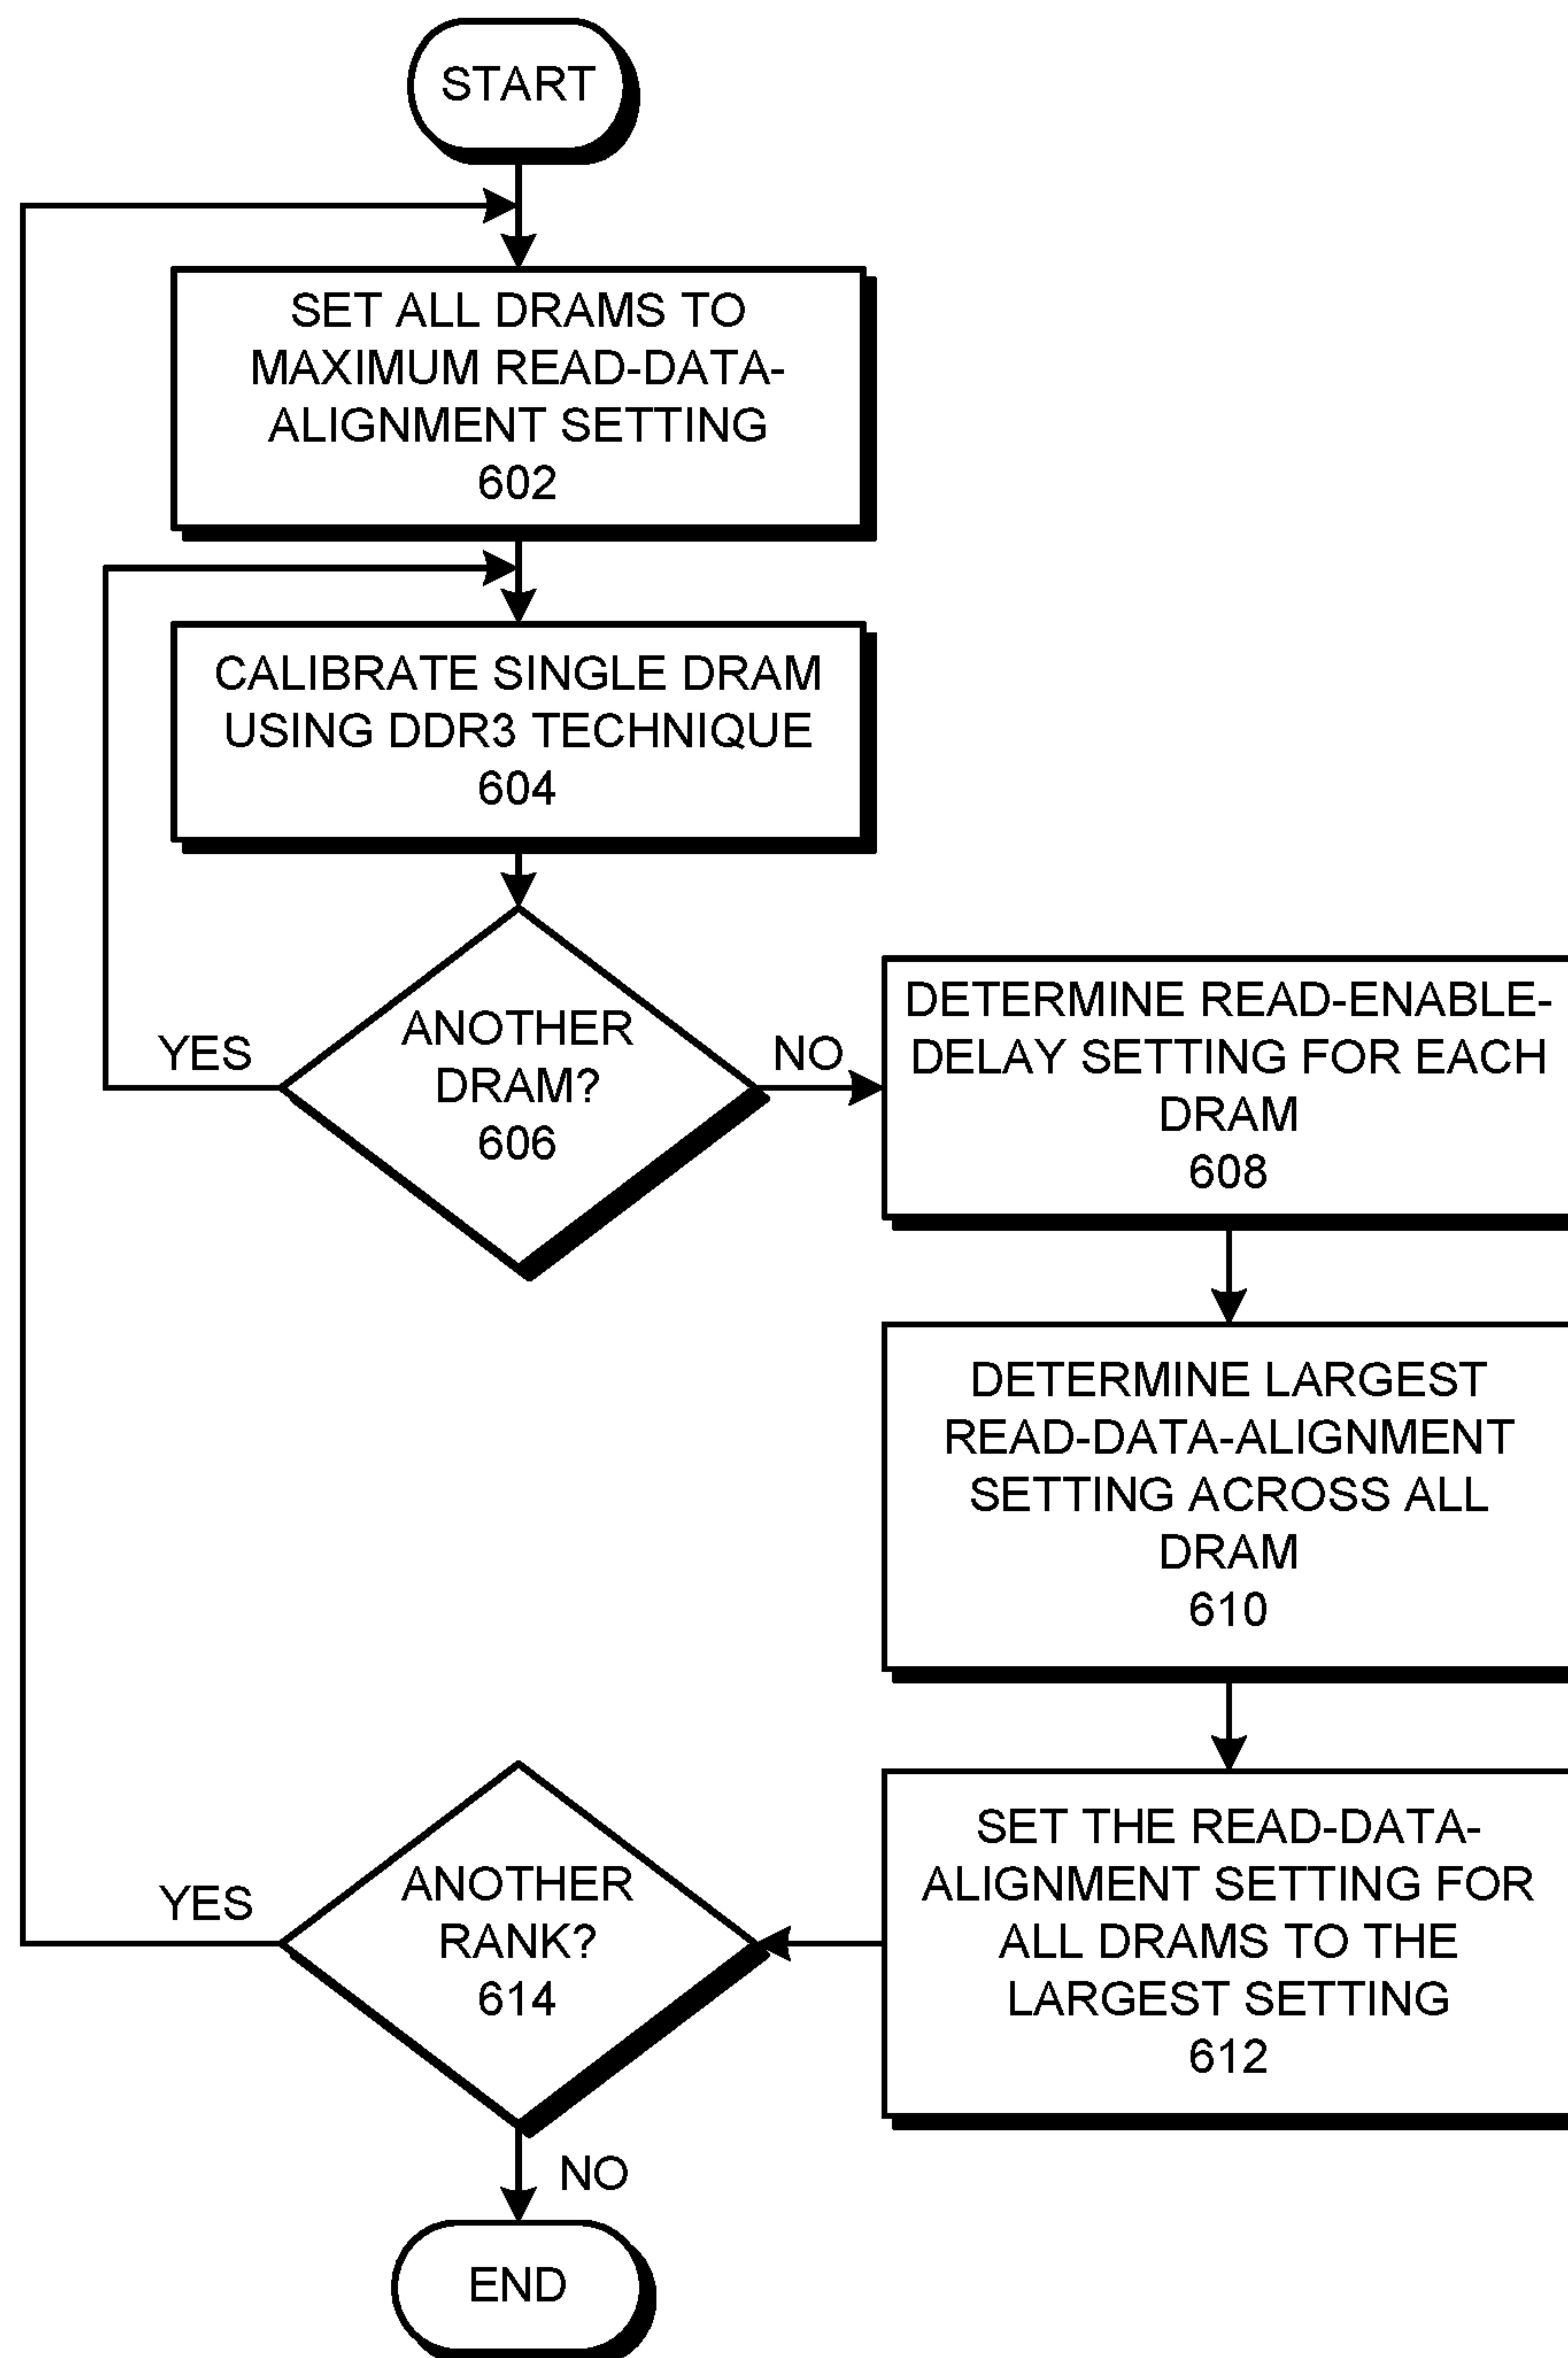 START
SET ALL DRAMS TO
MAXIMUM READ-DATA-
ALIGNMENT SETTING
602
CALIBRATE SINGLE DRAM
USING DDR3 TECHNIQUE
604
ANOTHER
DRAM?
606
YES
NO
DETERMINE READ-ENABLE-
DELAY SETTING FOR EACH
DRAM
608
DETERMINE LARGEST
READ-DATA-ALIGNMENT
SETTING ACROSS ALL
DRAM
610
SET THE READ-DATA-
ALIGNMENT SETTING FOR
ALL DRAMS TO THE
LARGEST SETTING
612
ANOTHER
RANK?
614
YES
NO
END